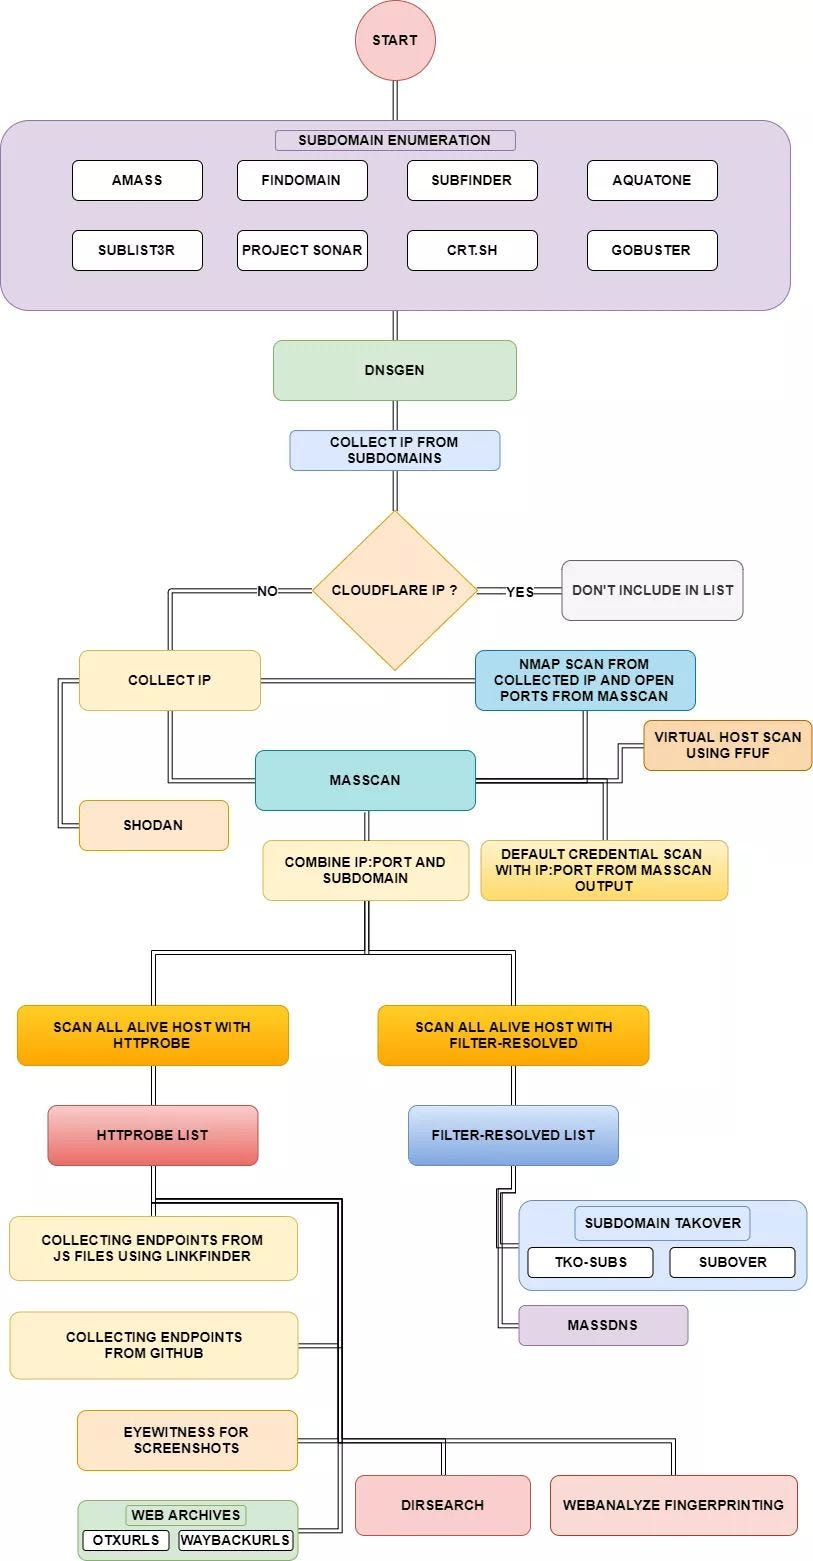 START
SUBDOMAIN ENUMERATION
AMASS
FINDOMAIN
SUBFINDER
AQUATONE
SUBLIST3R
PROJECT SONAR
CRT.SH
GOBUSTER
DNSGEN
COLLECT IP FROM
SUBDOMAINS
CLOUDFLARE IP ?
NO
YES
DON'T INCLUDE IN LIST
COLLECT IP
NMAP SCAN FROM
COLLECTED IP AND OPEN
PORTS FROM MASSCAN
VIRTUAL HOST SCAN
USING FFUF
MASSCAN
SHODAN
COMBINE IP:PORT AND
SUBDOMAIN
DEFAULT CREDENTIAL SCAN
WITH IP:PORT FROM MASSCAN
OUTPUT
SCAN ALL ALIVE HOST WITH
HTTPROBE
SCAN ALL ALIVE HOST WITH
FILTER-RESOLVED
HTTPROBE LIST
FILTER-RESOLVED LIST
COLLECTING ENDPOINTS FROM
JS FILES USING LINKFINDER
SUBDOMAIN TAKOVER
TKO-SUBS
SUBOVER
MASSDNS
COLLECTING ENDPOINTS
FROM GITHUB
EYEWITNESS FOR
SCREENSHOTS
DIRSEARCH
WEBANALYZE FINGERPRINTING
WEB ARCHIVES
OTXURLS
WAYBACKURLS